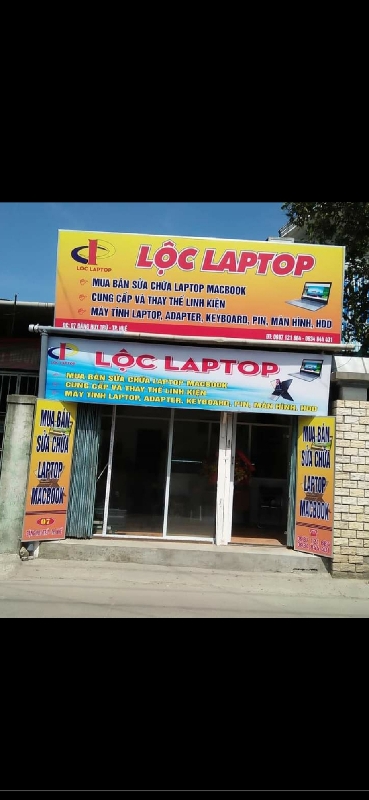 LỘC LAPTOP
LỘC LAPTOP
MUA BÁN SỬA CHỮA LAPTOP MACBOOK
CUNG CẤP VÀ THAY THẾ LINH KIỆN
MÁY TÍNH LAPTOP, ADAPTER, KEYBOARD, PIN, MÀN HÌNH, HDD
LỘC LAPTOP
MUA BÁN SỬA CHỮA LAPTOP MACBOOK
CUNG CẤP VÀ THAY THẾ LINH KIỆN
MÁY TÍNH LAPTOP, ADAPTER, KEYBOARD, PIN, MÀN HÌNH, HDD
MUA BÁN
SỬA CHỮA
LAPTOP
MACBOOK
07
MUA BÁN
SỬA CHỮA
LAPTOP
MACBOOK